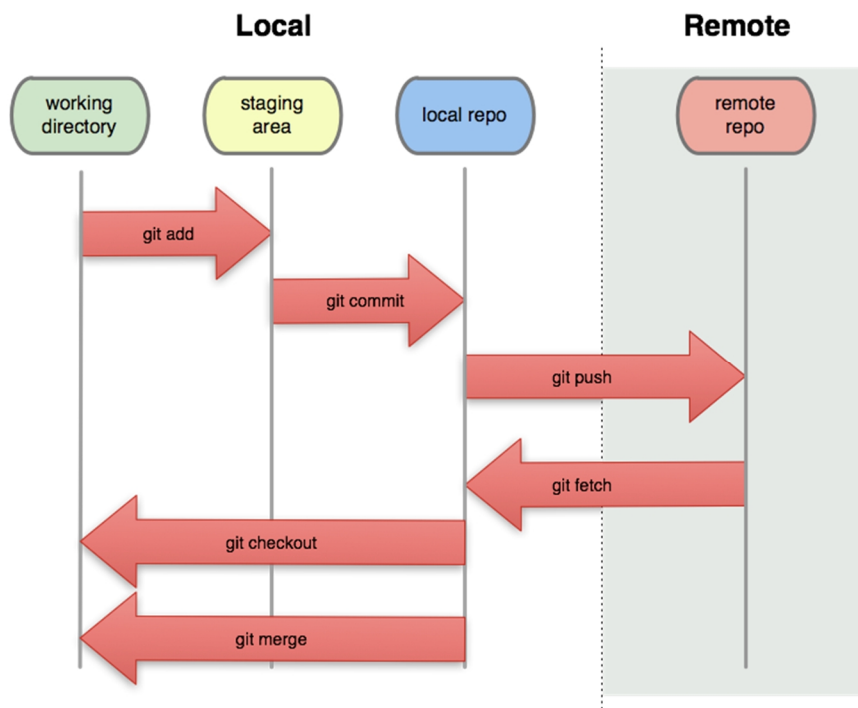 Local
Remote
working
directory
staging
area
local repo
remote
repo
git add
git commit
git push
git fetch
git checkout
git merge